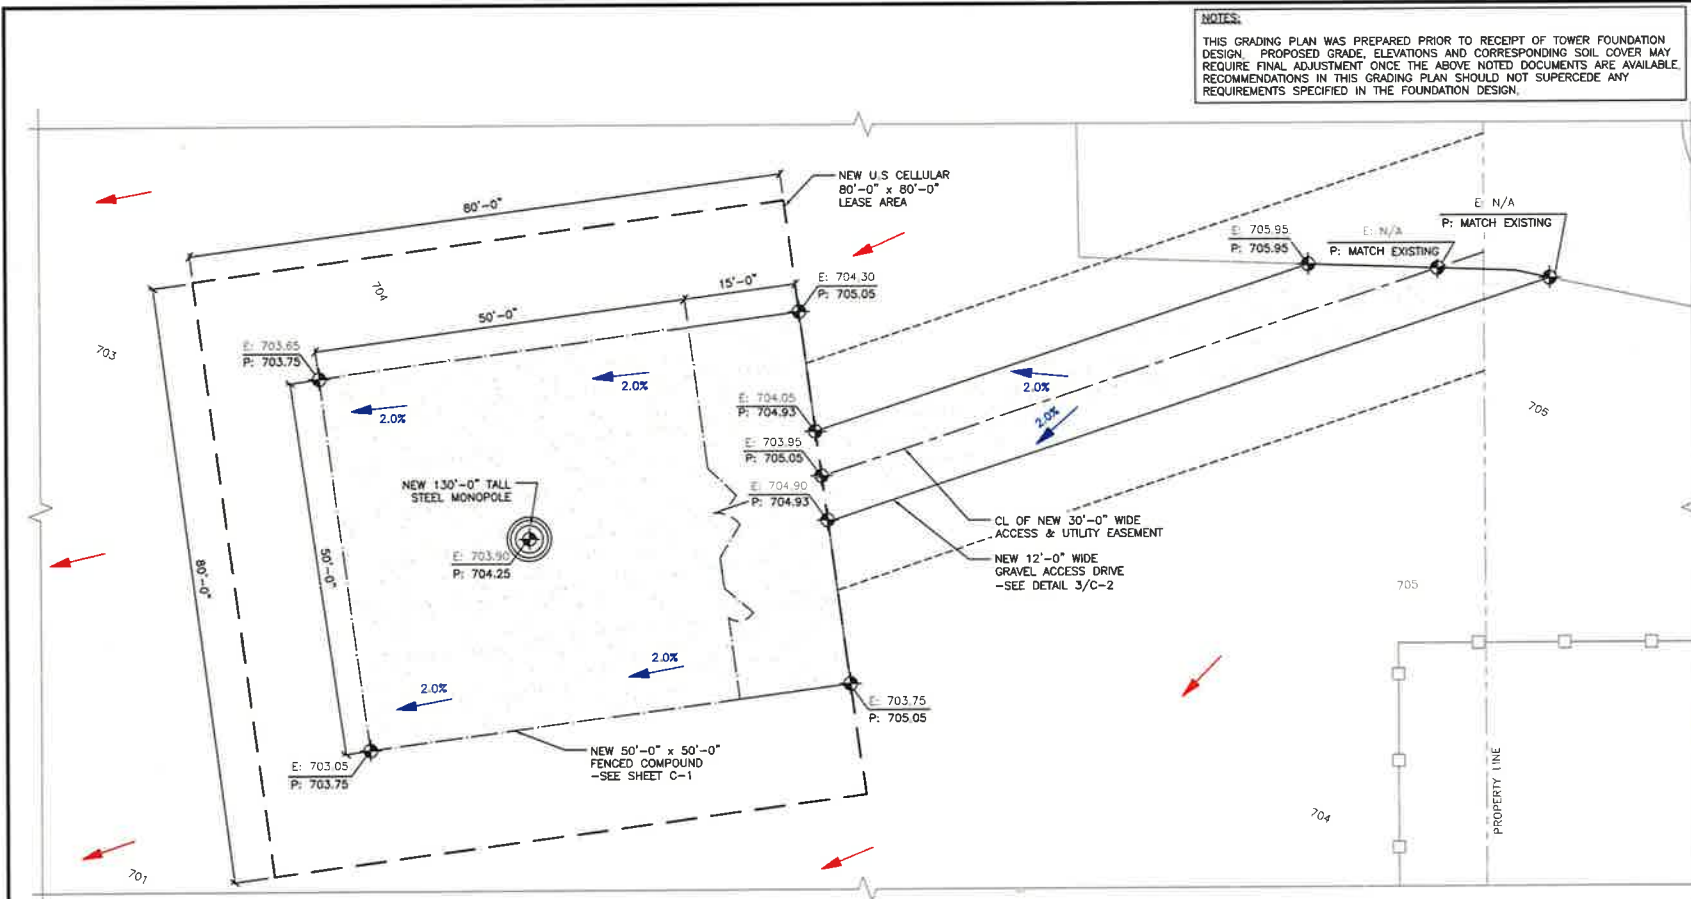 NOTES:
THIS GRADING PLAN WAS PREPARED PRIOR TO RECEIPT OF TOWER FOUNDATION
DESIGN. PROPOSED GRADE, ELEVATIONS AND CORRESPONDING SOIL COVER MAY
REQUIRE FINAL ADJUSTMENT ONCE THE ABOVE NOTED DOCUMENTS ARE AVAILABLE.
RECOMMENDATIONS IN THIS GRADING PLAN SHOULD NOT SUPERCEDE ANY
REQUIREMENTS SPECIFIED IN THE FOUNDATION DESIGN.
NEW U.S CELLULAR
80'-0" x 80'-0"
LEASE AREA
80'-0"
E: N/A
P: MATCH EXISTING
E: N/A
P: MATCH EXISTING
E: 705.95
P: 705.95
704
15'-0"
E: 704.30
P: 705.05
50'-0"
703
E: 703.65
P: 703.75
2.0%
2.0%
2.0%
2.0%
E: 704.05
P: 704.93
E: 703.95
P: 705.05
E: 704.90
P: 704.93
706
NEW 130'-0" TALL
STEEL MONOPOLE
E: 703.90
P: 704.25
CL OF NEW 30'-0" WIDE
ACCESS & UTILITY EASEMENT
NEW 12'-0" WIDE
GRAVEL ACCESS DRIVE
-SEE DETAIL 3/C-2
80'-0"
50'-0"
705
2.0%
2.0%
E: 703.75
P: 705.05
NEW 50'-0" x 50'-0"
FENCED COMPOUND
-SEE SHEET C-1
E: 703.05
P: 703.75
PROPERTY LINE
704
701